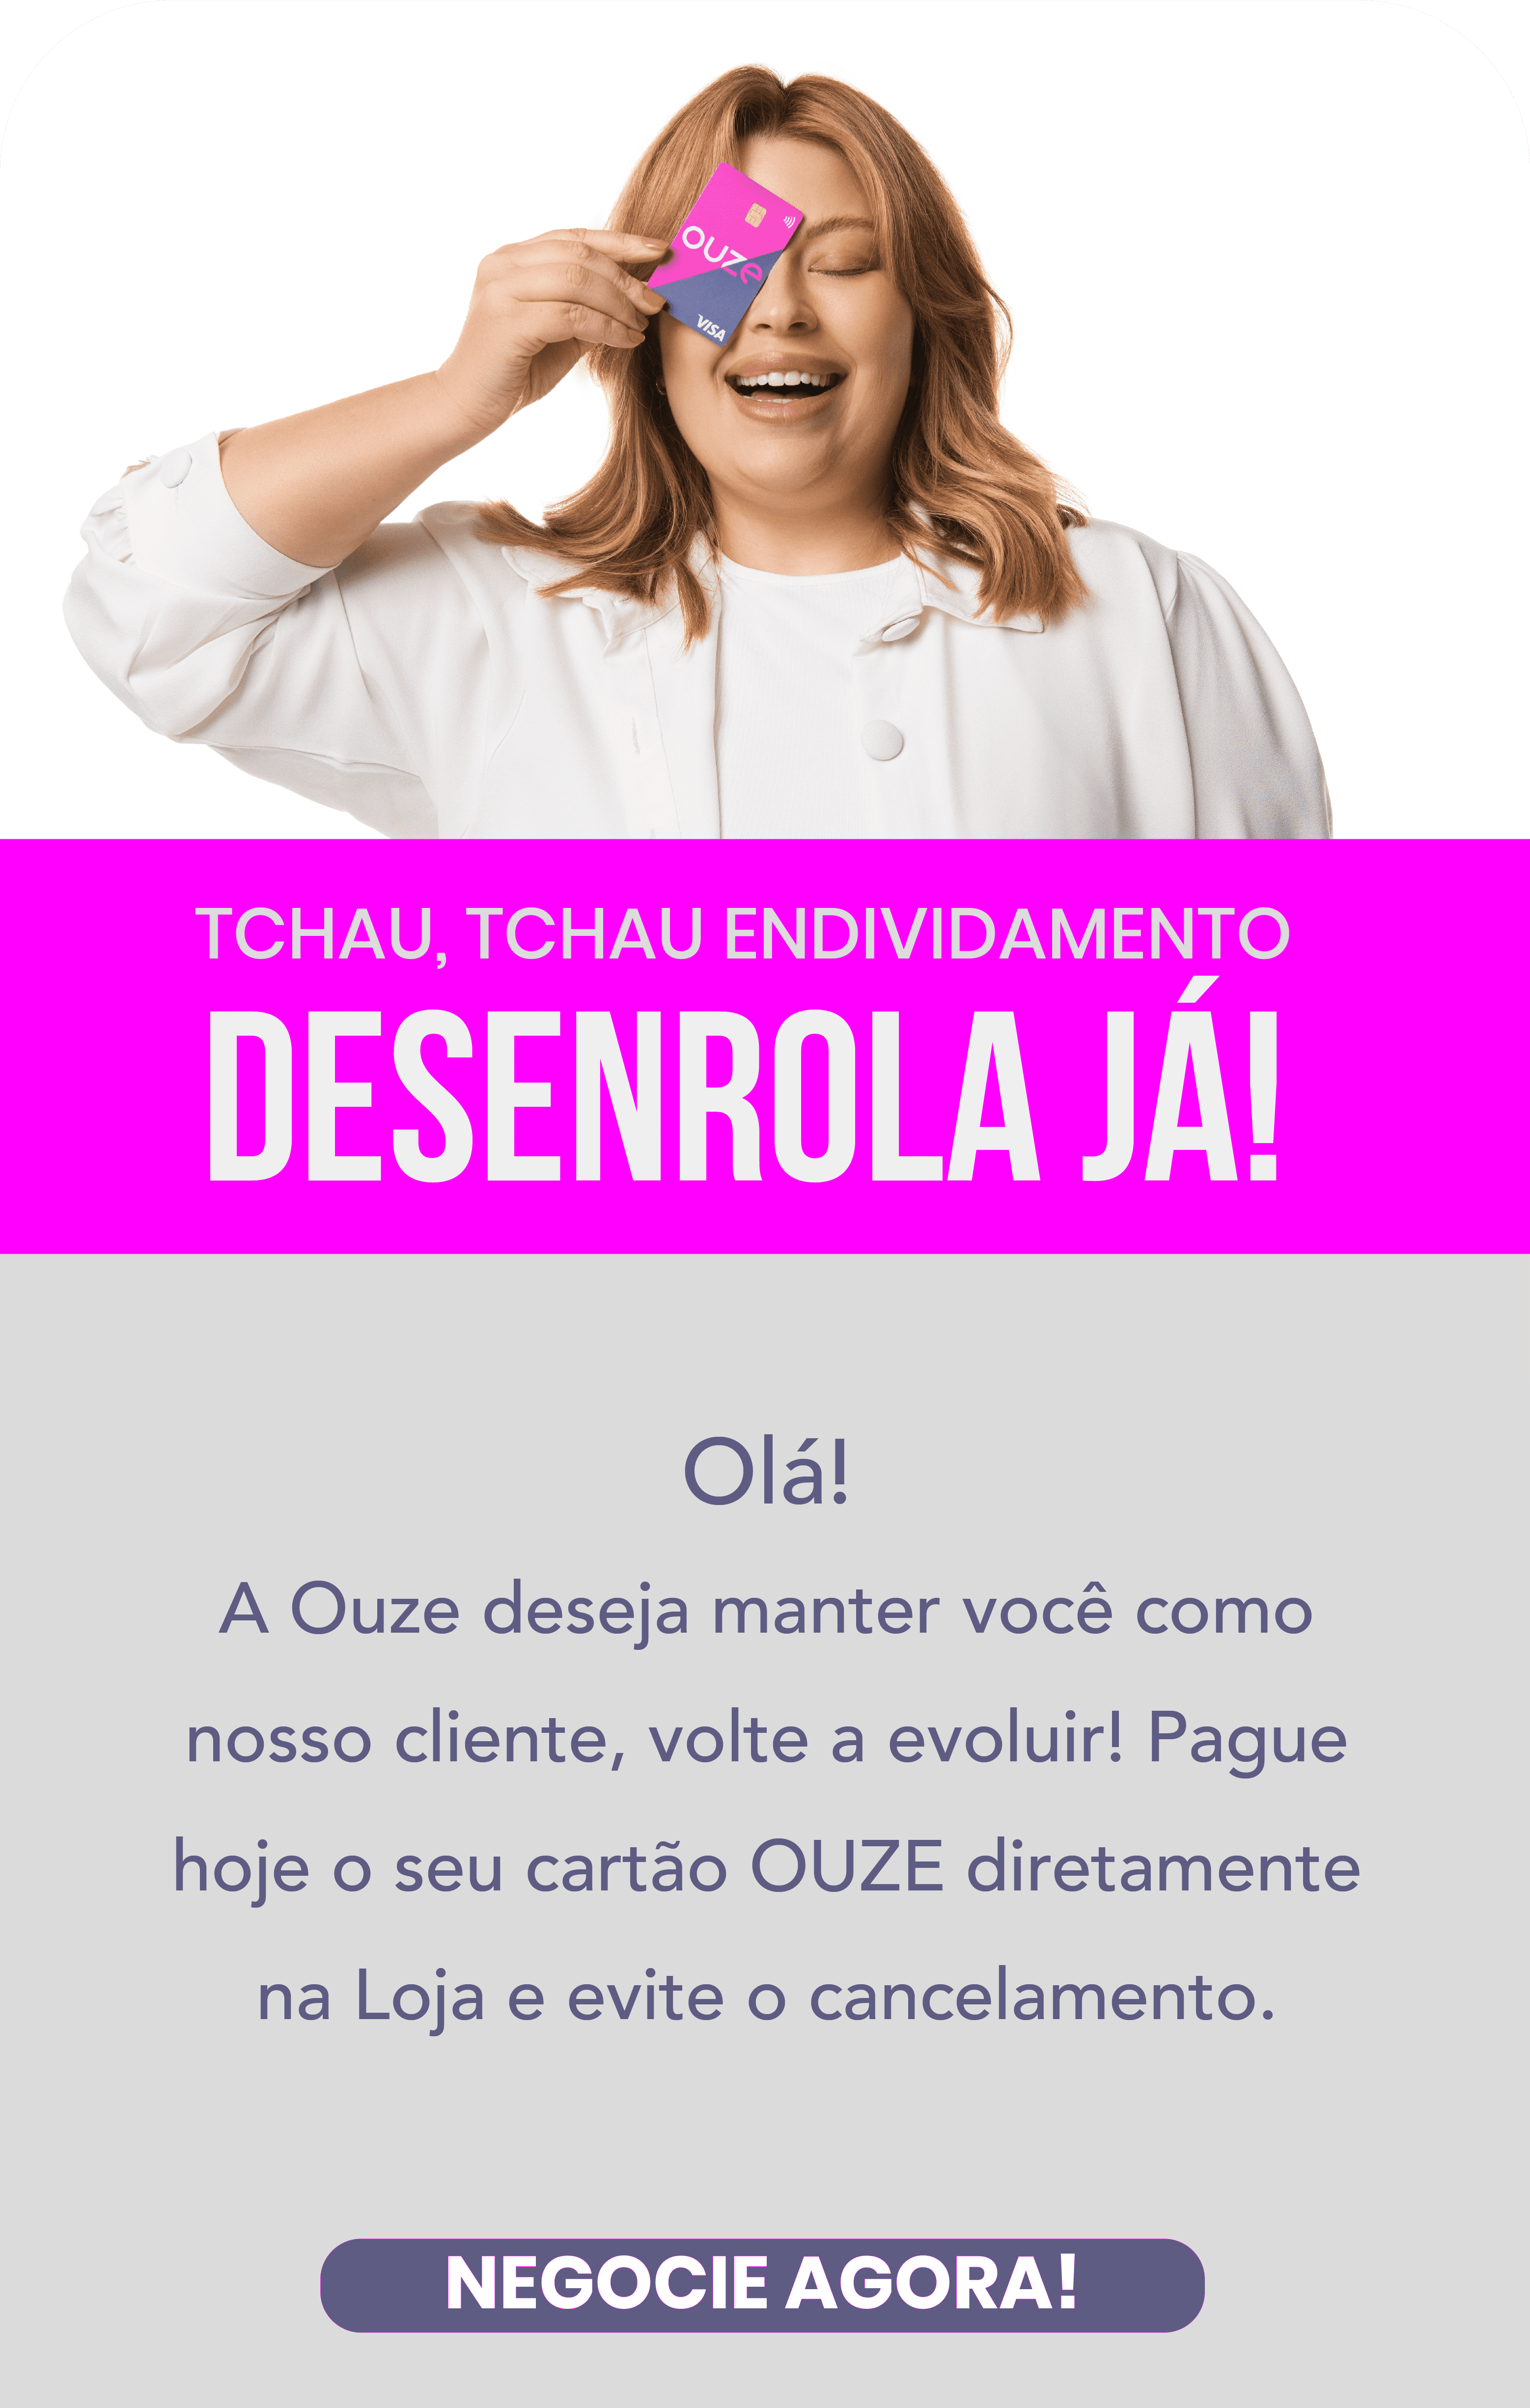 OUZE
VISA
TCHAU, TCHAU ENDIVIDAMENTO
DESENROLA JÁ!
Olá!
A Ouze deseja manter você como
nosso cliente, volte a evoluir! Pague
hoje o seu cartão OUZE diretamente
na Loja e evite o cancelamento.
NEGOCIE AGORA!